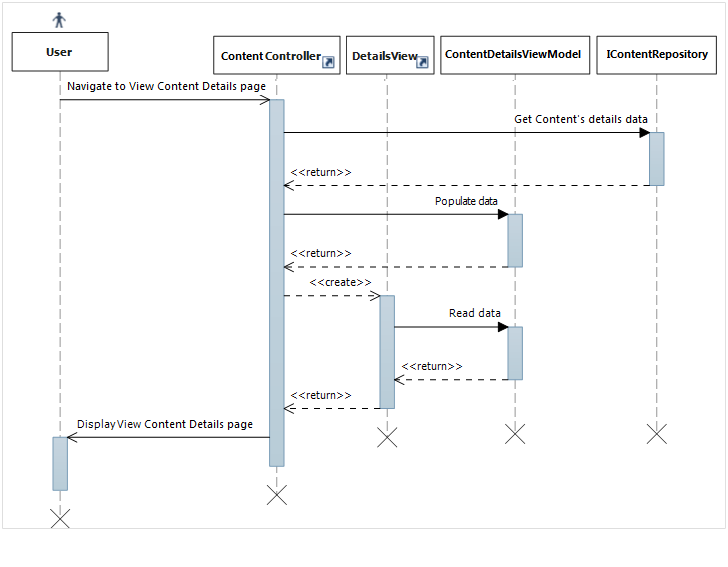 User
Content Controller
DetailsView
ContentDetailsViewModel
IContentRepository
Navigate to View Content Details page
Get Content's details data
<<return>>
Populate data
<<return>>
<<create>>
Read data
<<return>>
<<return>>
Display View Content Details page